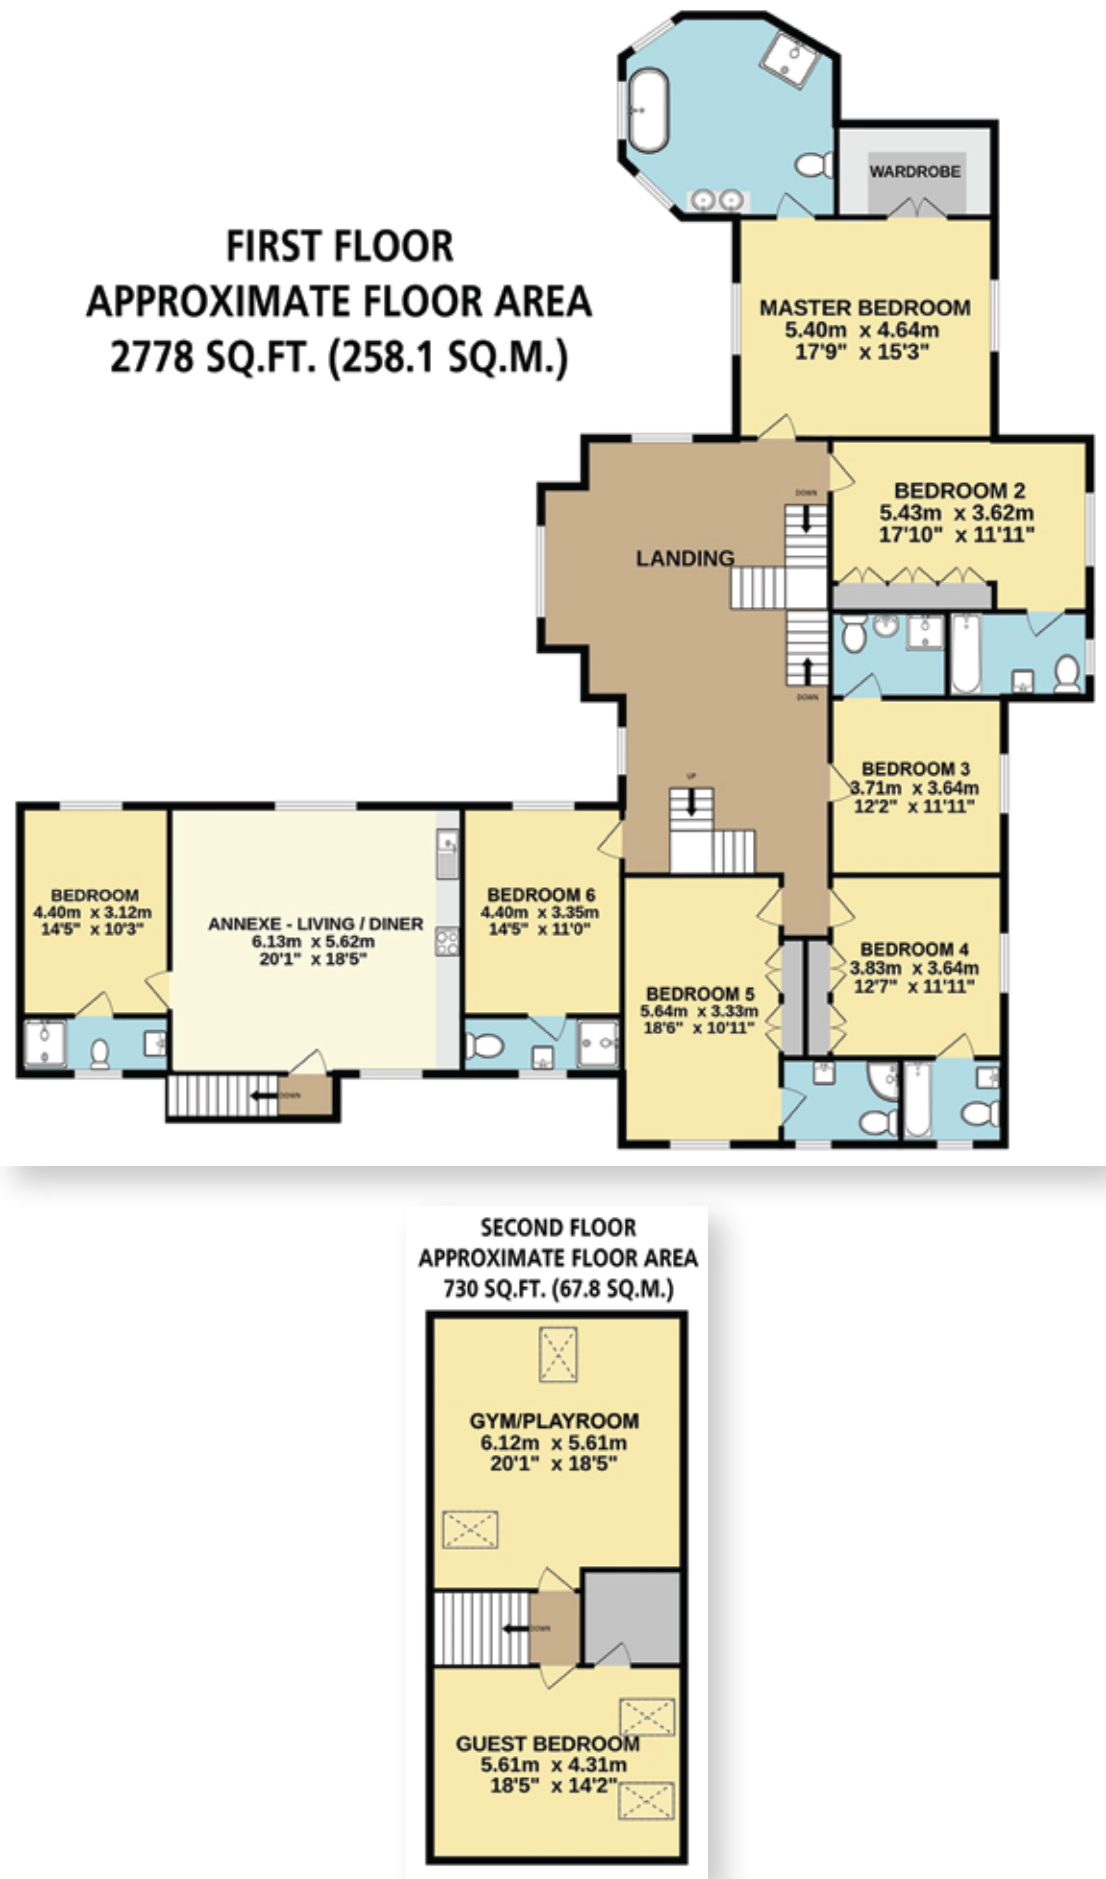 FIRST FLOOR
APPROXIMATE FLOOR AREA
2778 SQ.FT. (258.1 SQ.M.)
WARDROBE
MASTER BEDROOM
5.40m x 4.64m
17'9" x 15'3"
BEDROOM 2
5.43m x 3.62m
17'10" x 11'11"
DOWN
LANDING
DOWN
BEDROOM 3
3.71m x 3.64m
12'2" x 11'11"
UP
BEDROOM
4.40m x 3.12m
14'5" x 10'3"
ANNEXE - LIVING / DINER
6.13m x 5.62m
20'1" x 18'5"
BEDROOM 6
4.40m x 3.35m
14'5" x 11'0"
BEDROOM 5
5.64m x 3.33m
18'6" x 10'11"
BEDROOM 4
3.83m x 3.64m
12'7" x 11'11"
DOWN
SECOND FLOOR
APPROXIMATE FLOOR AREA
730 SQ.FT. (67.8 SQ.M.)
GYM/PLAYROOM
6.12m x 5.61m
20'1" x 18'5"
DOWN
GUEST BEDROOM
5.61m x 4.31m
18'5" x 14'2"